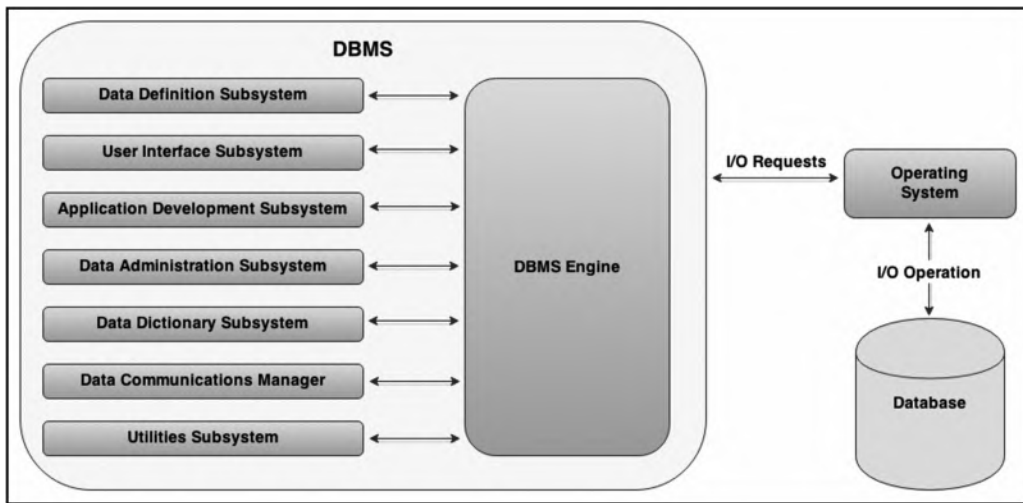 DBMS
Data Definition Subsystem
User Interface Subsystem
Application Development Subsystem
Data Administration Subsystem
Data Dictionary Subsystem
Data Communications Manager
Utilities Subsystem
DBMS Engine
I/O Requests
Operating
System
I/O Operation
Database